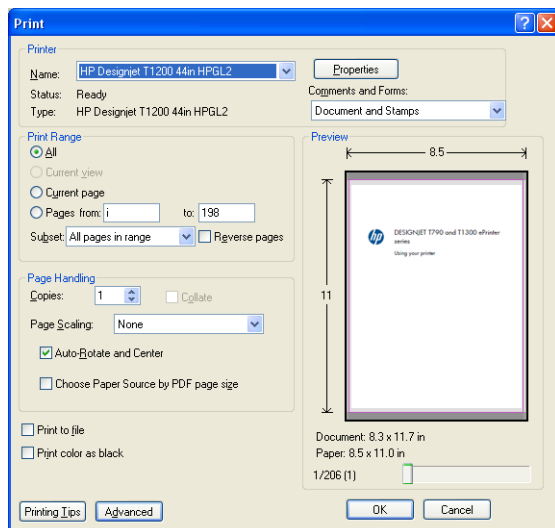 Print
Printer
Name: HP Designjet T1200 44in HPGL2
Properties
Status: Ready
Type: HP Designjet T1200 44in HPGL2
Comments and Forms:
Document and Stamps
Print Range
All
Current view
Current page
Pages from: i to: 198
Subset: All pages in range Reverse pages
Page Handling
Copies: 1 Collate
Page Scaling: None
Auto-Rotate and Center
Choose Paper Source by PDF page size
Print to file
Print color as black
Printing Tips Advanced
Preview
8.5
11
hp
DESIGNJET T790 and T1300 ePrinter
series
Using your printer
Document: 8.3 x 11.7 in
Paper: 8.5 x 11.0 in
1/206 (1)
OK Cancel